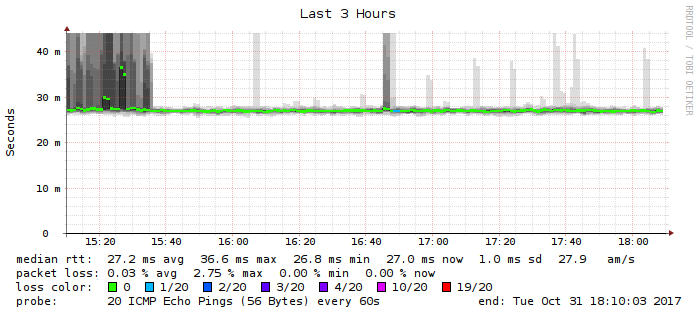 Last 3 Hours
RRDTOOL / TOBI OETIKER
Seconds
40 m
30 m
20 m
10 m
0
15:20 15:40 16:00 16:20 16:40 17:00 17:20 17:40 18:00
median rtt: 27.2 ms avg 36.6 ms max 26.8 ms min 27.0 ms now 1.0 ms sd 27.9 am/s
packet loss: 0.03 % avg 2.75 % max 0.00 % min 0.00 % now
loss color: 0 1/20 2/20 3/20 4/20 10/20 19/20
probe: 20 ICMP Echo Pings (56 Bytes) every 60s end: Tue Oct 31 18:10:03 2017